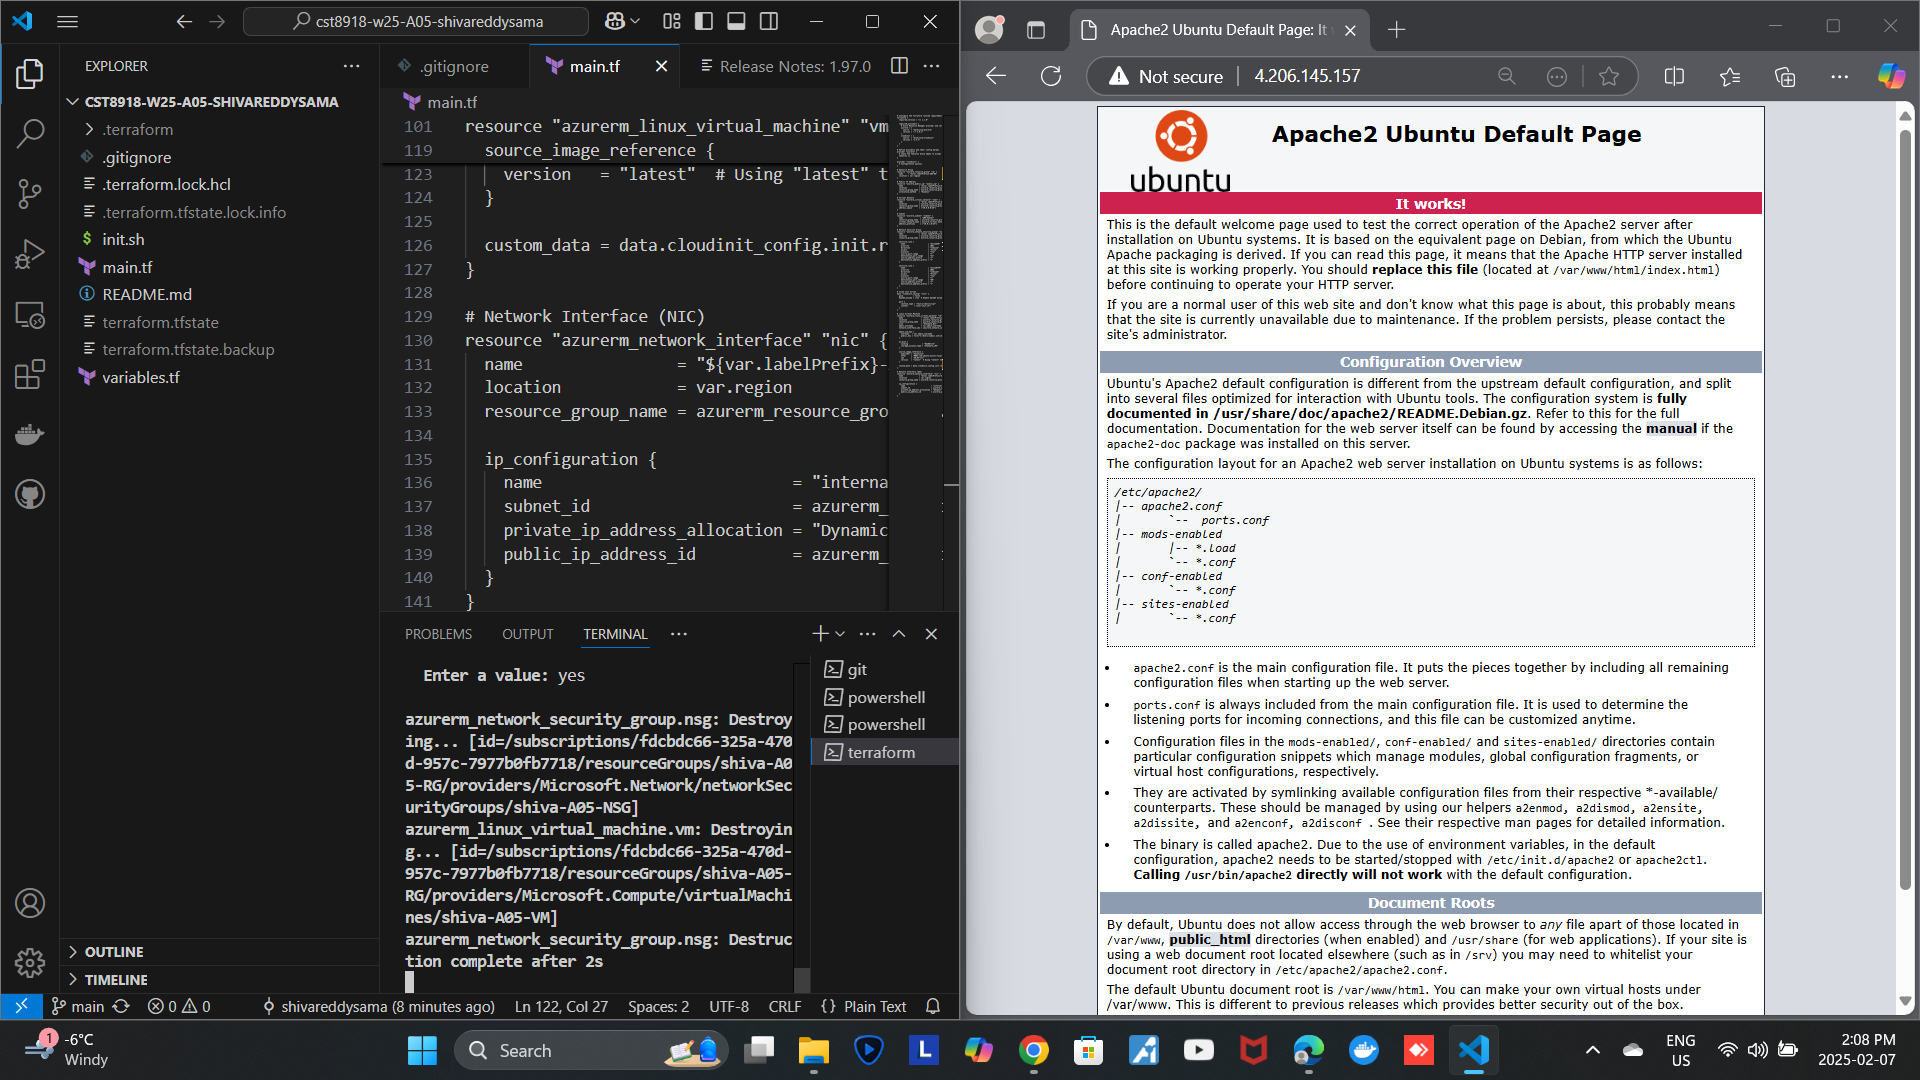 cst8918-w25-A05-shivareddysama
EXPLORER
CST8918-W25-A05-SHIVAREDDYSAMA
.terraform
.gitignore
.terraform.lock.hcl
.terraform.tfstate.lock.info
init.sh
main.tf
README.md
terraform.tfstate
terraform.tfstate.backup
variables.tf
OUTLINE
TIMELINE
.gitignore
main.tf
Release Notes: 1.97.0
main.tf
101 resource "azurerm_linux_virtual_machine" "vm
119 source_image_reference {
123 version = "latest" # Using "latest" t
124 }
125
126 custom_data = data.cloudinit_config.init.r
127 }
128
129 # Network Interface (NIC)
130 resource "azurerm_network_interface" "nic" {
131 name = "${var.labelPrefix}-
132 location = var.region
133 resource_group_name = azurerm_resource_gro
134
135 ip_configuration {
136 name = "interna
137 subnet_id = azurerm_
138 private_ip_address_allocation = "Dynamic
139 public_ip_address_id = azurerm_
140 }
141 }
PROBLEMS OUTPUT TERMINAL
Enter a value: yes
azurerm_network_security_group.nsg: Destroy
ing... [id=/subscriptions/fdcbdc66-325a-470
d-957c-7977b0fb7718/resourceGroups/shiva-A0
5-RG/providers/Microsoft.Network/networkSec
urityGroups/shiva-A05-NSG]
azurerm_linux_virtual_machine.vm: Destroyin
g... [id=/subscriptions/fdcbdc66-325a-470d-
957c-7977b0fb7718/resourceGroups/shiva-A05-
RG/providers/Microsoft.Compute/virtualMachi
nes/shiva-A05-VM]
azurerm_network_security_group.nsg: Destruc
tion complete after 2s
git
powershell
powershell
terraform
main 0 0 shivareddysama (8 minutes ago) Ln 122, Col 27 Spaces: 2 UTF-8 CRLF {} Plain Text
Apache2 Ubuntu Default Page: It
Not secure 4.206.145.157
ubuntu
Apache2 Ubuntu Default Page
It works!
This is the default welcome page used to test the correct operation of the Apache2 server after
installation on Ubuntu systems. It is based on the equivalent page on Debian, from which the Ubuntu
Apache packaging is derived. If you can read this page, it means that the Apache HTTP server installed
at this site is working properly. You should replace this file (located at /var/www/html/index.html)
before continuing to operate your HTTP server.
If you are a normal user of this web site and don't know what this page is about, this probably means
that the site is currently unavailable due to maintenance. If the problem persists, please contact the
site's administrator.
Configuration Overview
Ubuntu's Apache2 default configuration is different from the upstream default configuration, and split
into several files optimized for interaction with Ubuntu tools. The configuration system is fully
documented in /usr/share/doc/apache2/README.Debian.gz. Refer to this for the full
documentation. Documentation for the web server itself can be found by accessing the manual if the
apache2-doc package was installed on this server.
The configuration layout for an Apache2 web server installation on Ubuntu systems is as follows:
/etc/apache2/
|-- apache2.conf
| `-- ports.conf
|-- mods-enabled
| |-- *.load
| `-- *.conf
|-- conf-enabled
| `-- *.conf
|-- sites-enabled
| `-- *.conf
• apache2.conf is the main configuration file. It puts the pieces together by including all remaining
configuration files when starting up the web server.
• ports.conf is always included from the main configuration file. It is used to determine the
listening ports for incoming connections, and this file can be customized anytime.
• Configuration files in the mods-enabled/, conf-enabled/ and sites-enabled/ directories contain
particular configuration snippets which manage modules, global configuration fragments, or
virtual host configurations, respectively.
• They are activated by symlinking available configuration files from their respective *-available/
counterparts. These should be managed by using our helpers a2enmod, a2dismod, a2ensite,
a2dissite, and a2enconf, a2disconf . See their respective man pages for detailed information.
• The binary is called apache2. Due to the use of environment variables, in the default
configuration, apache2 needs to be started/stopped with /etc/init.d/apache2 or apache2ctl.
Calling /usr/bin/apache2 directly will not work with the default configuration.
Document Roots
By default, Ubuntu does not allow access through the web browser to any file apart of those located in
/var/www, public_html directories (when enabled) and /usr/share (for web applications). If your site is
using a web document root located elsewhere (such as in /srv) you may need to whitelist your
document root directory in /etc/apache2/apache2.conf.
The default Ubuntu document root is /var/www/html. You can make your own virtual hosts under
/var/www. This is different to previous releases which provides better security out of the box.
1
-6°C
Windy
Search
L
ENG
US
2:08 PM
2025-02-07